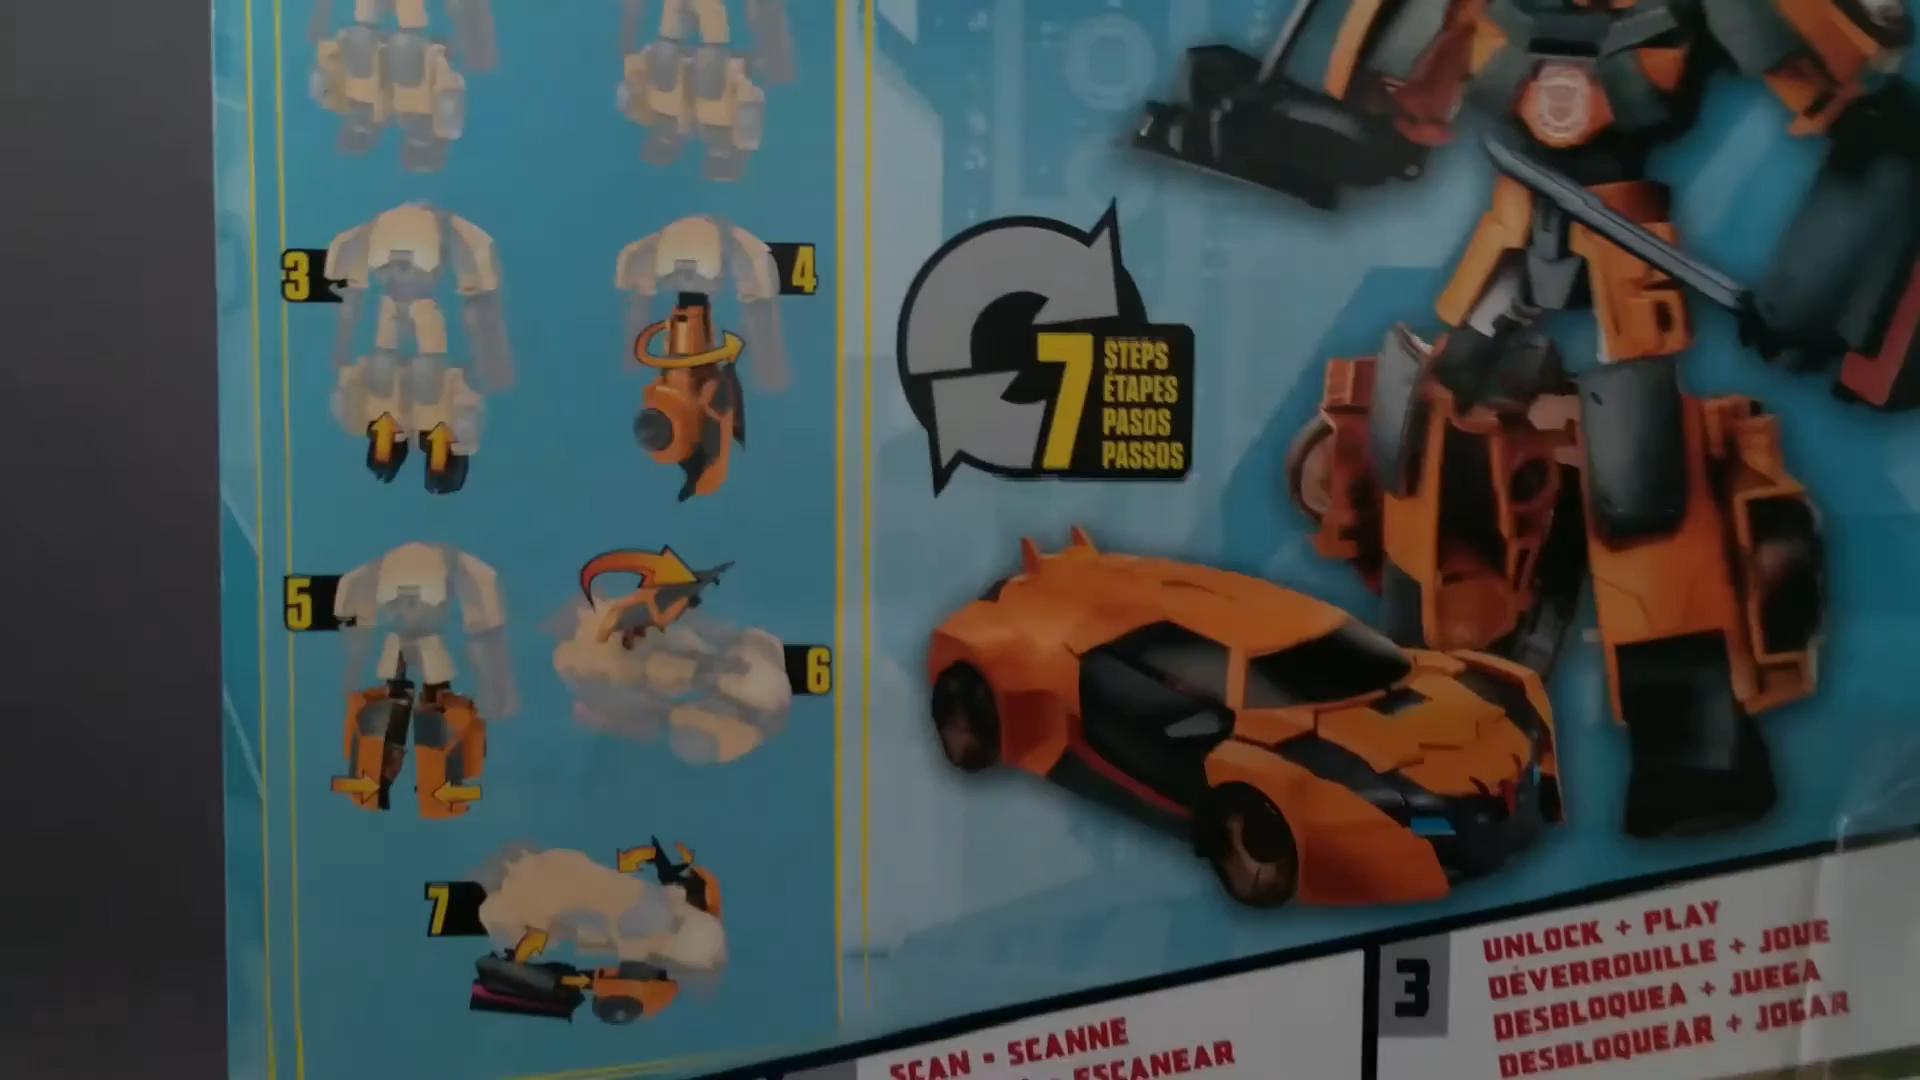 3
4
5
6
7
7
STEPS
ÉTAPES
PASOS
PASSOS
SCAN - SCANNE
ESCANEAR
3
UNLOCK + PLAY
DÉVERROUILLE + JOUE
DESBLOQUEA + JUEGA
DESBLOQUEAR + JOGAR